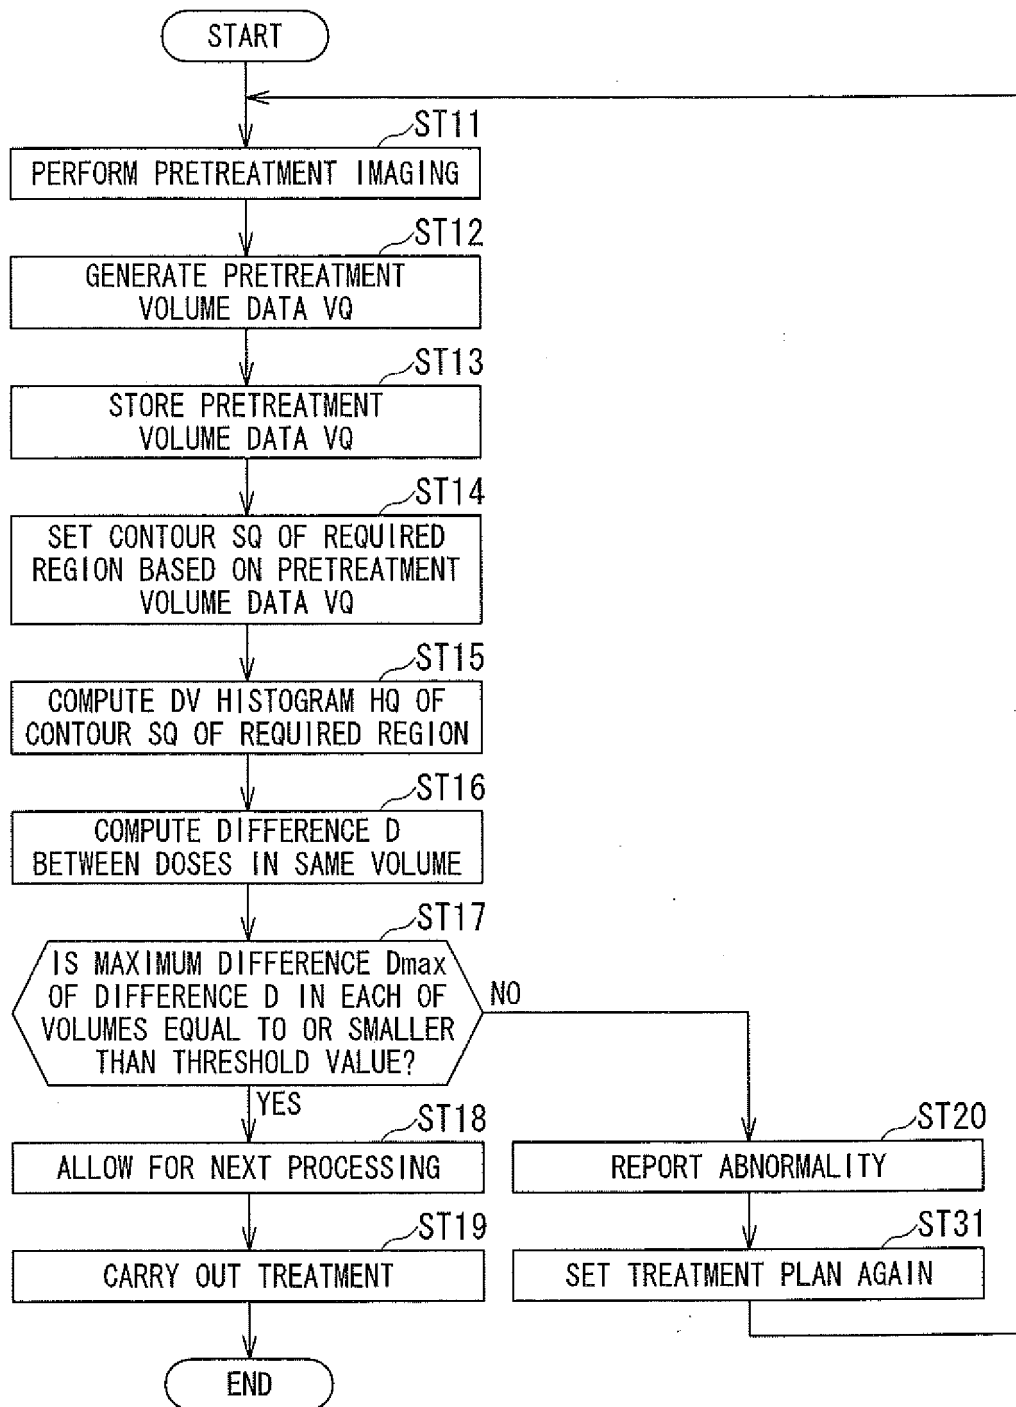 START
ST11
PERFORM PRETREATMENT IMAGING
ST12
GENERATE PRETREATMENT
VOLUME DATA VQ
ST13
STORE PRETREATMENT
VOLUME DATA VQ
ST14
SET CONTOUR SQ OF REQUIRED
REGION BASED ON PRETREATMENT
VOLUME DATA VQ
ST15
COMPUTE DV HISTOGRAM HQ OF
CONTOUR SQ OF REQUIRED REGION
ST16
COMPUTE DIFFERENCE D
BETWEEN DOSES IN SAME VOLUME
ST17
IS MAXIMUM DIFFERENCE Dmax
OF DIFFERENCE D IN EACH OF
VOLUMES EQUAL TO OR SMALLER
THAN THRESHOLD VALUE?
NO
YES
ST18
ALLOW FOR NEXT PROCESSING
ST20
REPORT ABNORMALITY
ST19
CARRY OUT TREATMENT
ST31
SET TREATMENT PLAN AGAIN
END